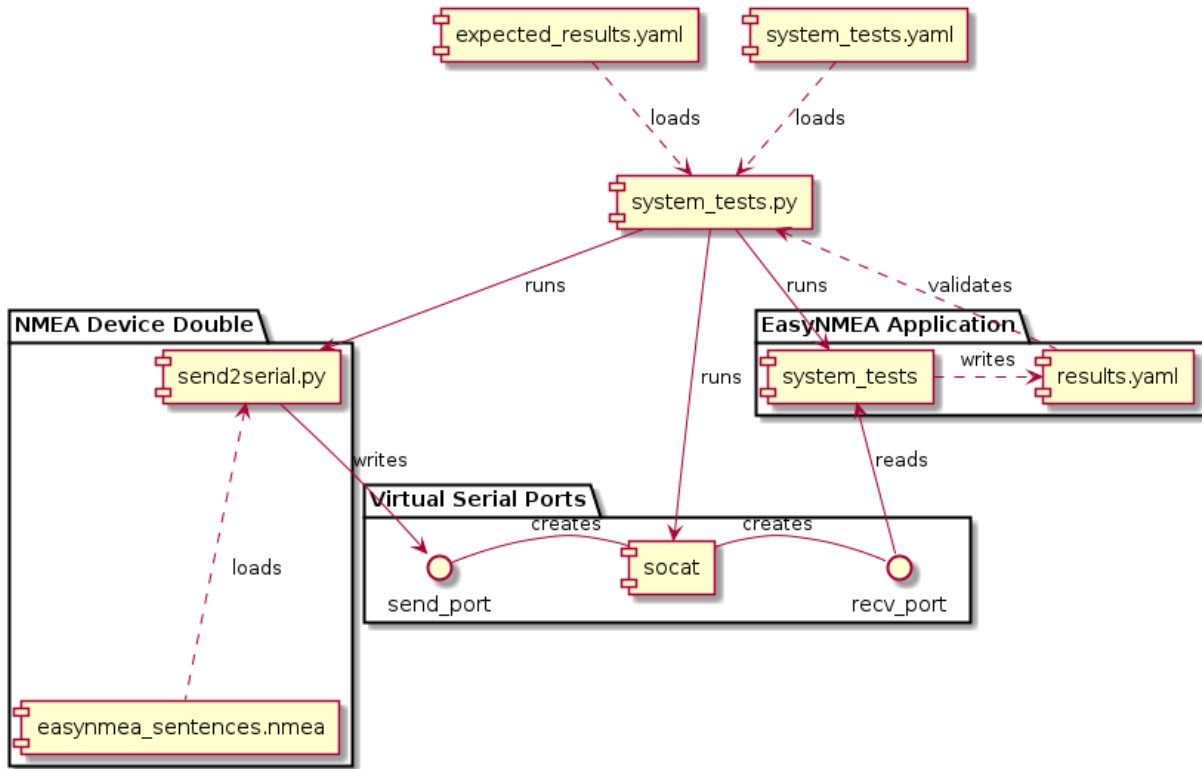 expected_results.yaml
system_tests.yaml
loads
loads
system_tests.py
runs
runs
validates
NMEA Device Double
EasyNMEA Application
send2serial.py
runs
system_tests
writes
results.yaml
writes
reads
Virtual Serial Ports
creates
creates
loads
socat
send_port
recv_port
easynmea_sentences.nmea